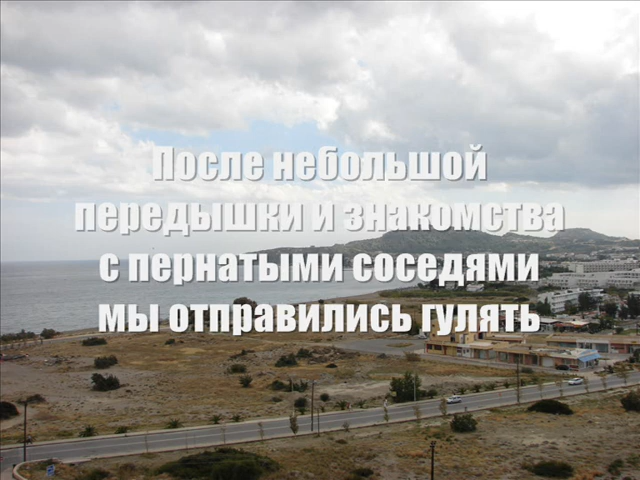 После небольшой
передышки и знакомства
с пернатыми соседями
мы отправились гулять